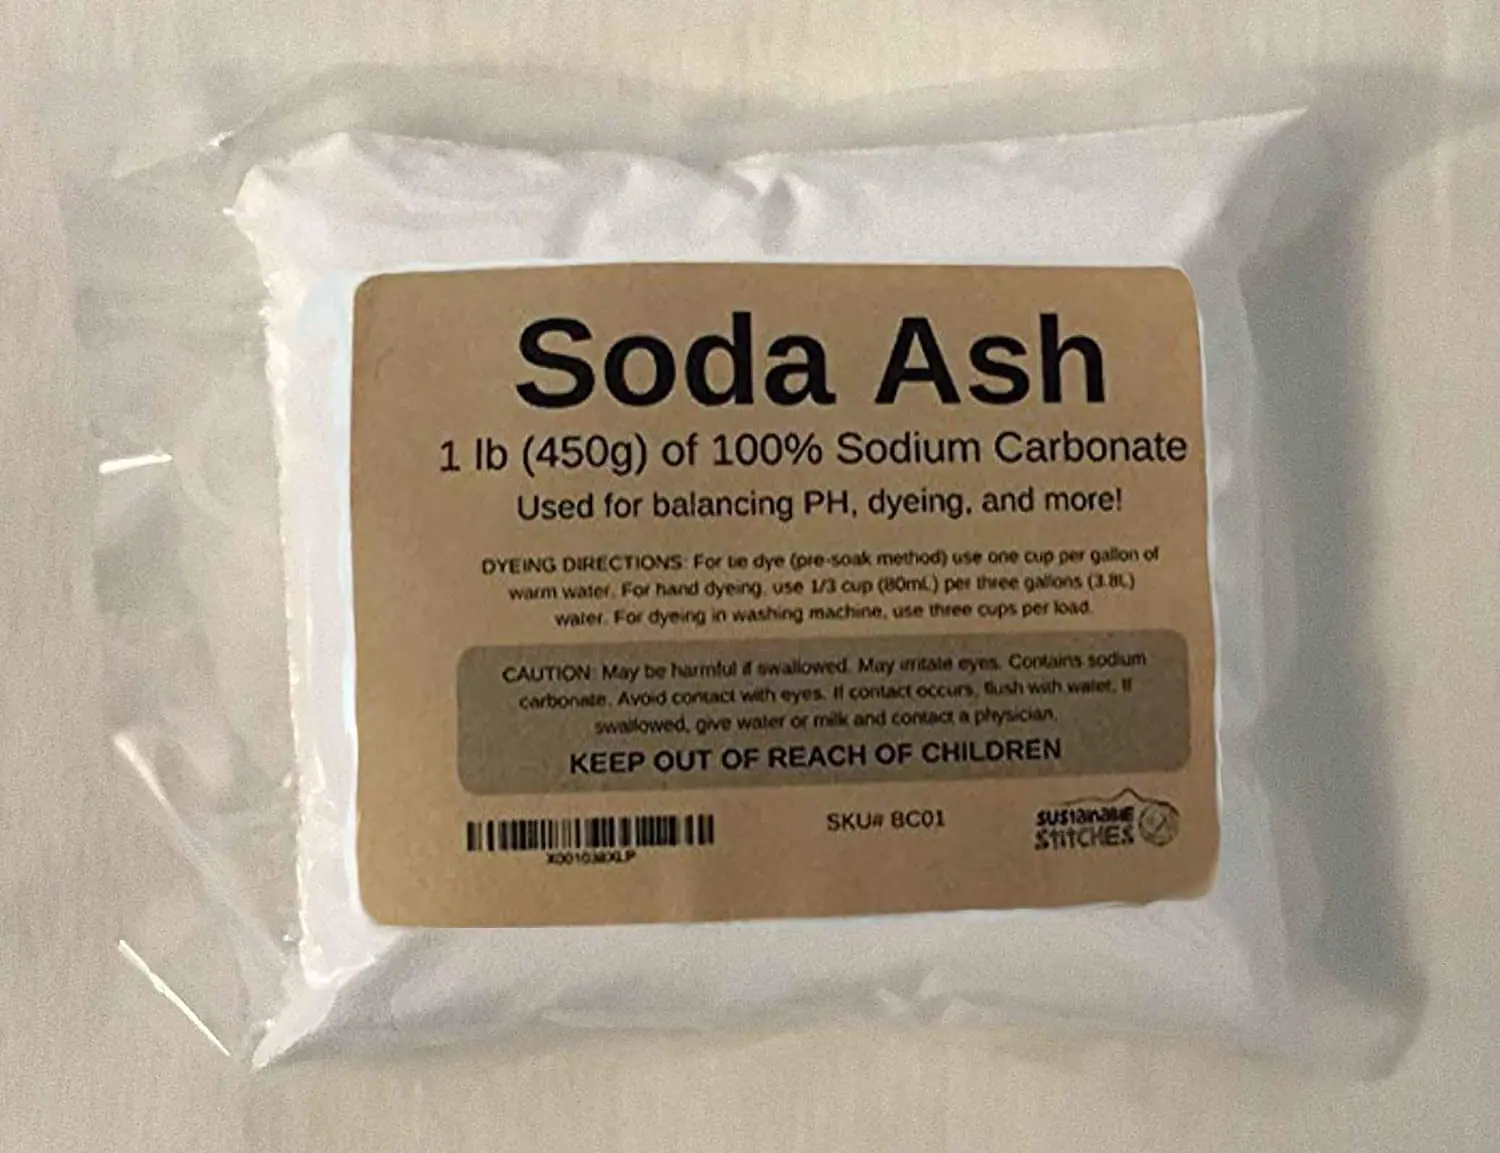 Soda Ash
1 lb (450g) of 100% Sodium Carbonate
Used for balancing PH, dyeing, and more!
DYEING DIRECTIONS: For tie dye (pre-soak method) use one cup per gallon of
warm water. For hand dyeing, use 1/3 cup (80mL) per three gallons (3.8L)
water. For dyeing in washing machine, use three cups per load.
CAUTION: May be harmful if swallowed. May irritate eyes. Contains sodium
carbonate. Avoid contact with eyes. If contact occurs, flush with water. If
swallowed, give water or milk and contact a physician.
KEEP OUT OF REACH OF CHILDREN
SKU# BC01
SUSTAINABLE
STITCHES